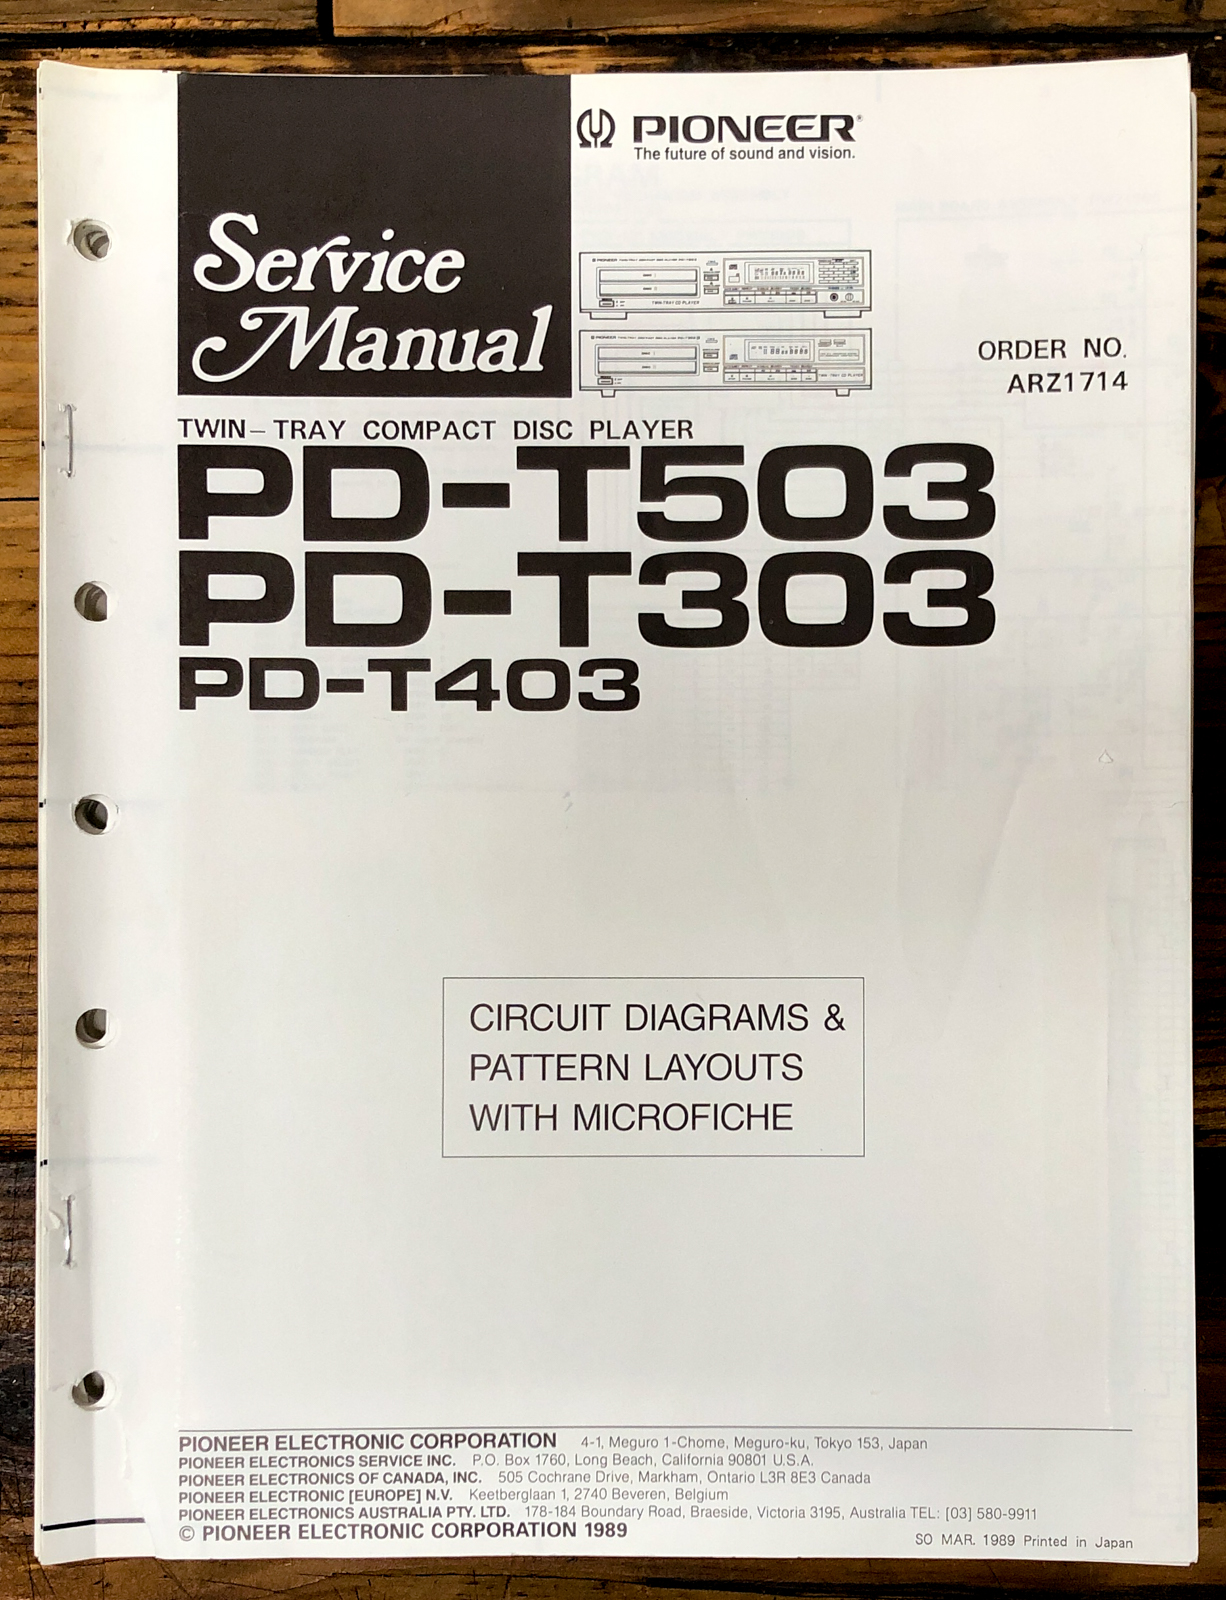 PIONEER®
The future of sound and vision.
Service
Manual
ORDER NO.
ARZ1714
TWIN-TRAY COMPACT DISC PLAYER
PD-T503
PD-T303
PD-T403
CIRCUIT DIAGRAMS &
PATTERN LAYOUTS
WITH MICROFICHE
PIONEER ELECTRONIC CORPORATION 4-1, Meguro 1-Chome, Meguro-ku, Tokyo 153, Japan
PIONEER ELECTRONICS SERVICE INC. P.O. Box 1760, Long Beach, California 90801 U.S.A.
PIONEER ELECTRONICS OF CANADA, INC. 505 Cochrane Drive, Markham, Ontario L3R 8E3 Canada
PIONEER ELECTRONIC [EUROPE] N.V. Keetberglaan 1, 2740 Beveren, Belgium
PIONEER ELECTRONICS AUSTRALIA PTY. LTD. 178-184 Boundary Road, Braeside, Victoria 3195, Australia TEL: [03] 580-9911
© PIONEER ELECTRONIC CORPORATION 1989
SO MAR. 1989 Printed in Japan